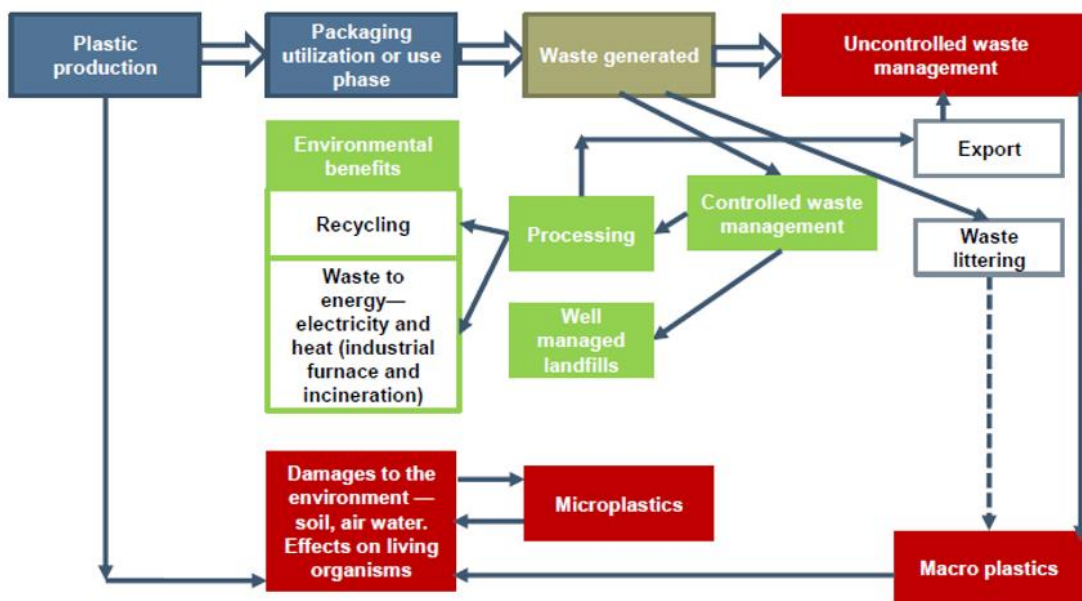 Plastic
production
Packaging
utilization or use
phase
Waste generated
Uncontrolled waste
management
Environmental
benefits
Export
Recycling
Processing
Controlled waste
management
Waste
littering
Waste to
energy—
electricity and
heat (industrial
furnace and
incineration)
Well
managed
landfills
Damages to the
environment —
soil, air water.
Effects on living
organisms
Microplastics
Macro plastics